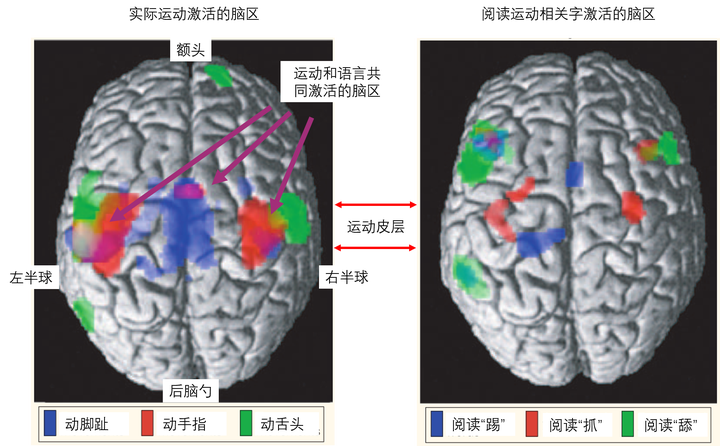 实际运动激活的脑区
阅读运动相关字激活的脑区
额头
运动和语言共
同激活的脑区
运动皮层
左半球
右半球
后脑勺
动脚趾
动手指
动舌头
阅读“踢”
阅读“抓”
阅读“舔”